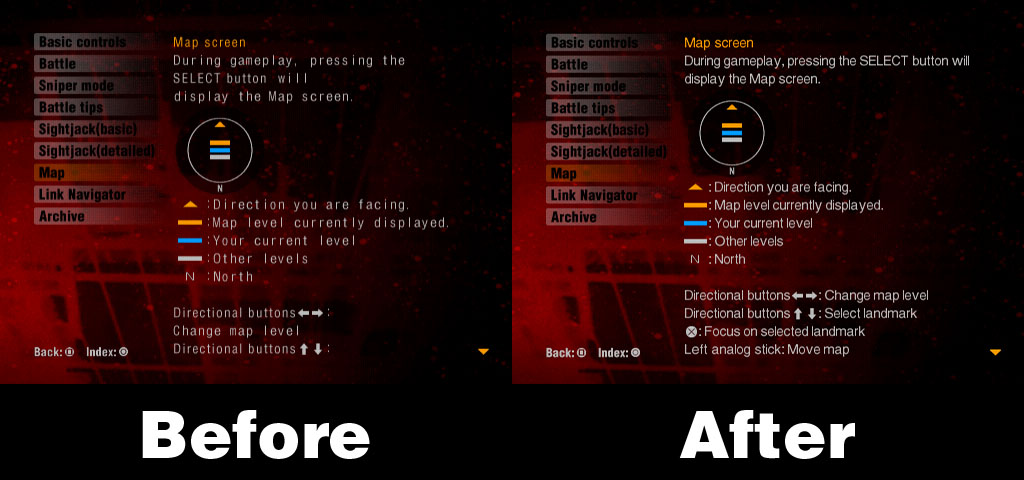 Basic controls
Battle
Sniper mode
Battle tips
Sightjack(basic)
Sightjack(detailed)
Map
Link Navigator
Archive
Map screen
During gameplay, pressing the
SELECT button will
display the Map screen.
N
:Direction you are facing.
:Map level currently displayed.
:Your current level
:Other levels
N :North
Directional buttons⬅➡:
Change map level
Directional buttons⬆⬇:
Back: Index:
Before
Basic controls
Battle
Sniper mode
Battle tips
Sightjack(basic)
Sightjack(detailed)
Map
Link Navigator
Archive
Map screen
During gameplay, pressing the SELECT button will
display the Map screen.
N
: Direction you are facing.
: Map level currently displayed.
: Your current level
: Other levels
N : North
Directional buttons⬅➡: Change map level
Directional buttons⬆⬇: Select landmark
ⓧ: Focus on selected landmark
Left analog stick: Move map
Back: Index:
After